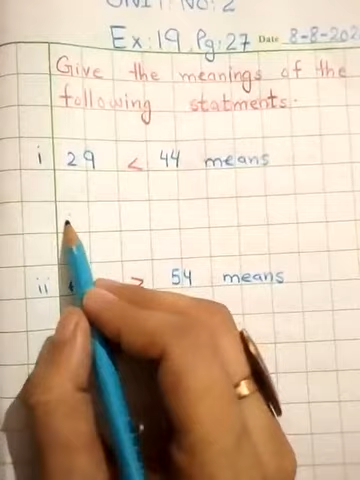 UNIT: NO: 2
Ex: 19, Pg: 27 Date 8-8-202
Give the meanings of the
following statments.
i 29 < 44 means
ii > 54 means